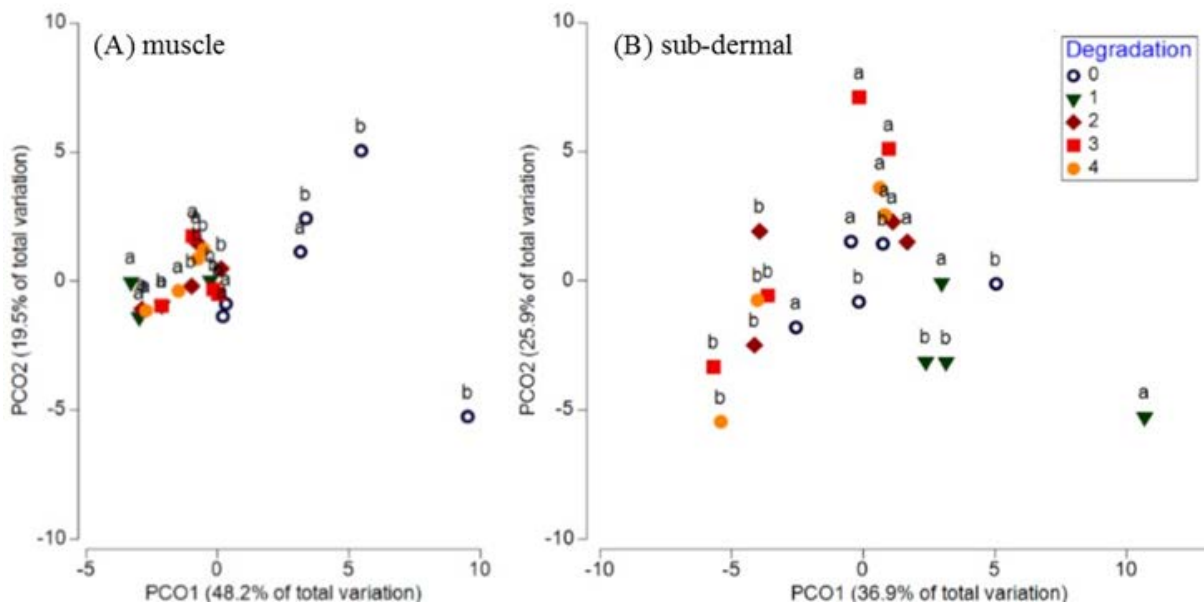 (A) muscle
10
5
0
-5
-10
PCO2 (19.5% of total variation)
-5
0
5
10
PCO1 (48.2% of total variation)
b
b
a
a
b
b
a
a
b
b
a
b
(B) sub-dermal
10
5
0
-5
-10
PCO2 (25.9% of total variation)
-10
-5
0
5
10
PCO1 (36.9% of total variation)
a
a
a
a
b
a
a
b
a
a
b
b
b
b
a
b
b
b
b
a
b
Degradation
0
1
2
3
4